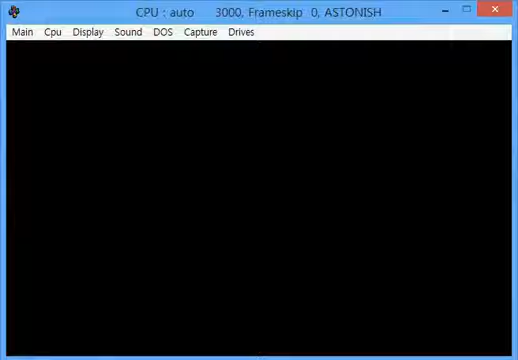 CPU : auto 3000, Frameskip 0, ASTONISH
Main Cpu Display Sound DOS Capture Drives